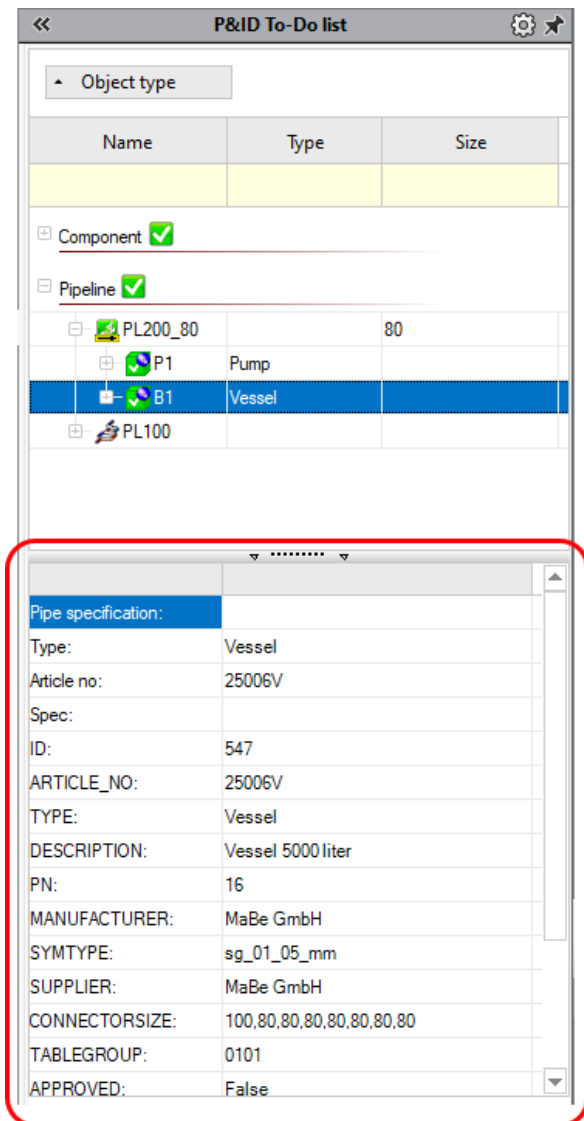 P&ID To-Do list
Object type
Name Type Size
Component
Pipeline
PL200_80 80
P1 Pump
B1 Vessel
PL100
Pipe specification:
Type: Vessel
Article no: 25006V
Spec:
ID: 547
ARTICLE_NO: 25006V
TYPE: Vessel
DESCRIPTION: Vessel 5000 liter
PN: 16
MANUFACTURER: MaBe GmbH
SYMTYPE: sg_01_05_mm
SUPPLIER: MaBe GmbH
CONNECTORSIZE: 100,80,80,80,80,80,80,80
TABLEGROUP: 0101
APPROVED: False